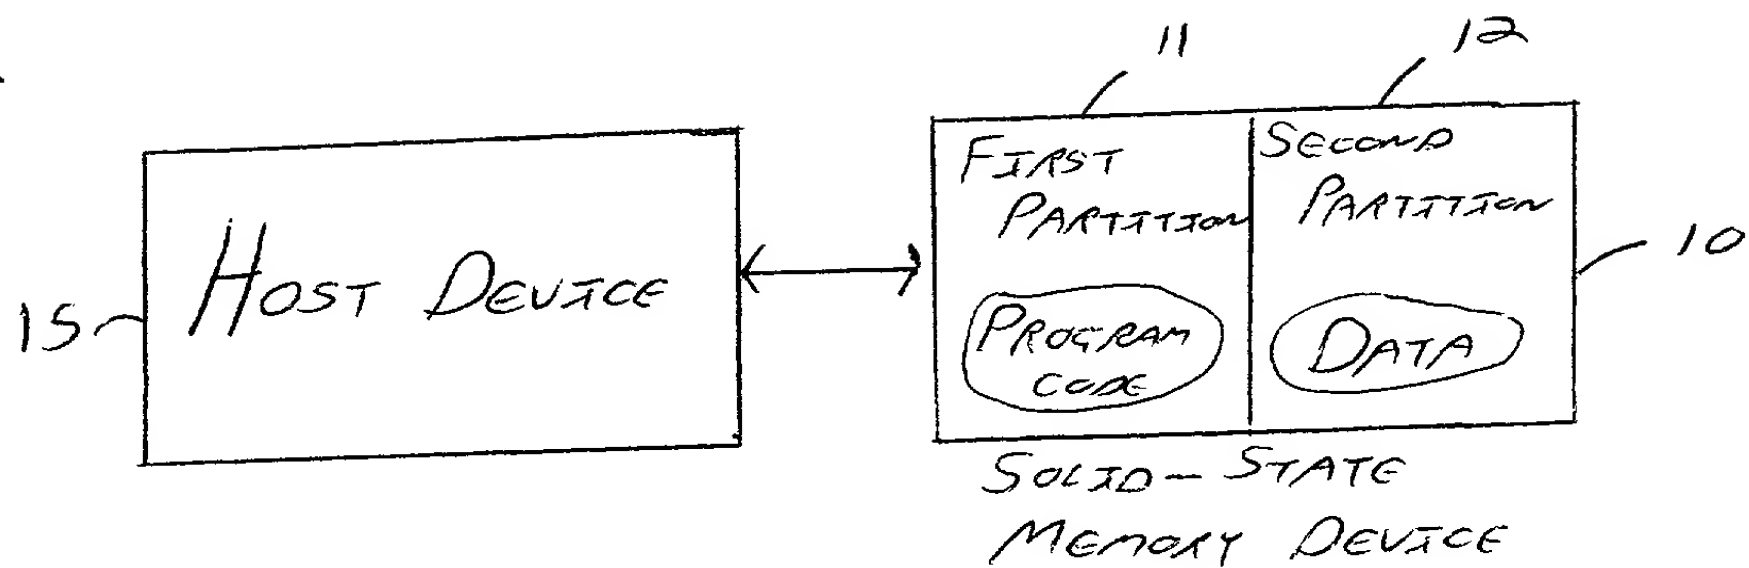 11
12
FIRST
PARTITION
SECOND
PARTITION
HOST DEVICE
10
15
PROGRAM
CODE
DATA
SOLID-STATE
MEMORY DEVICE